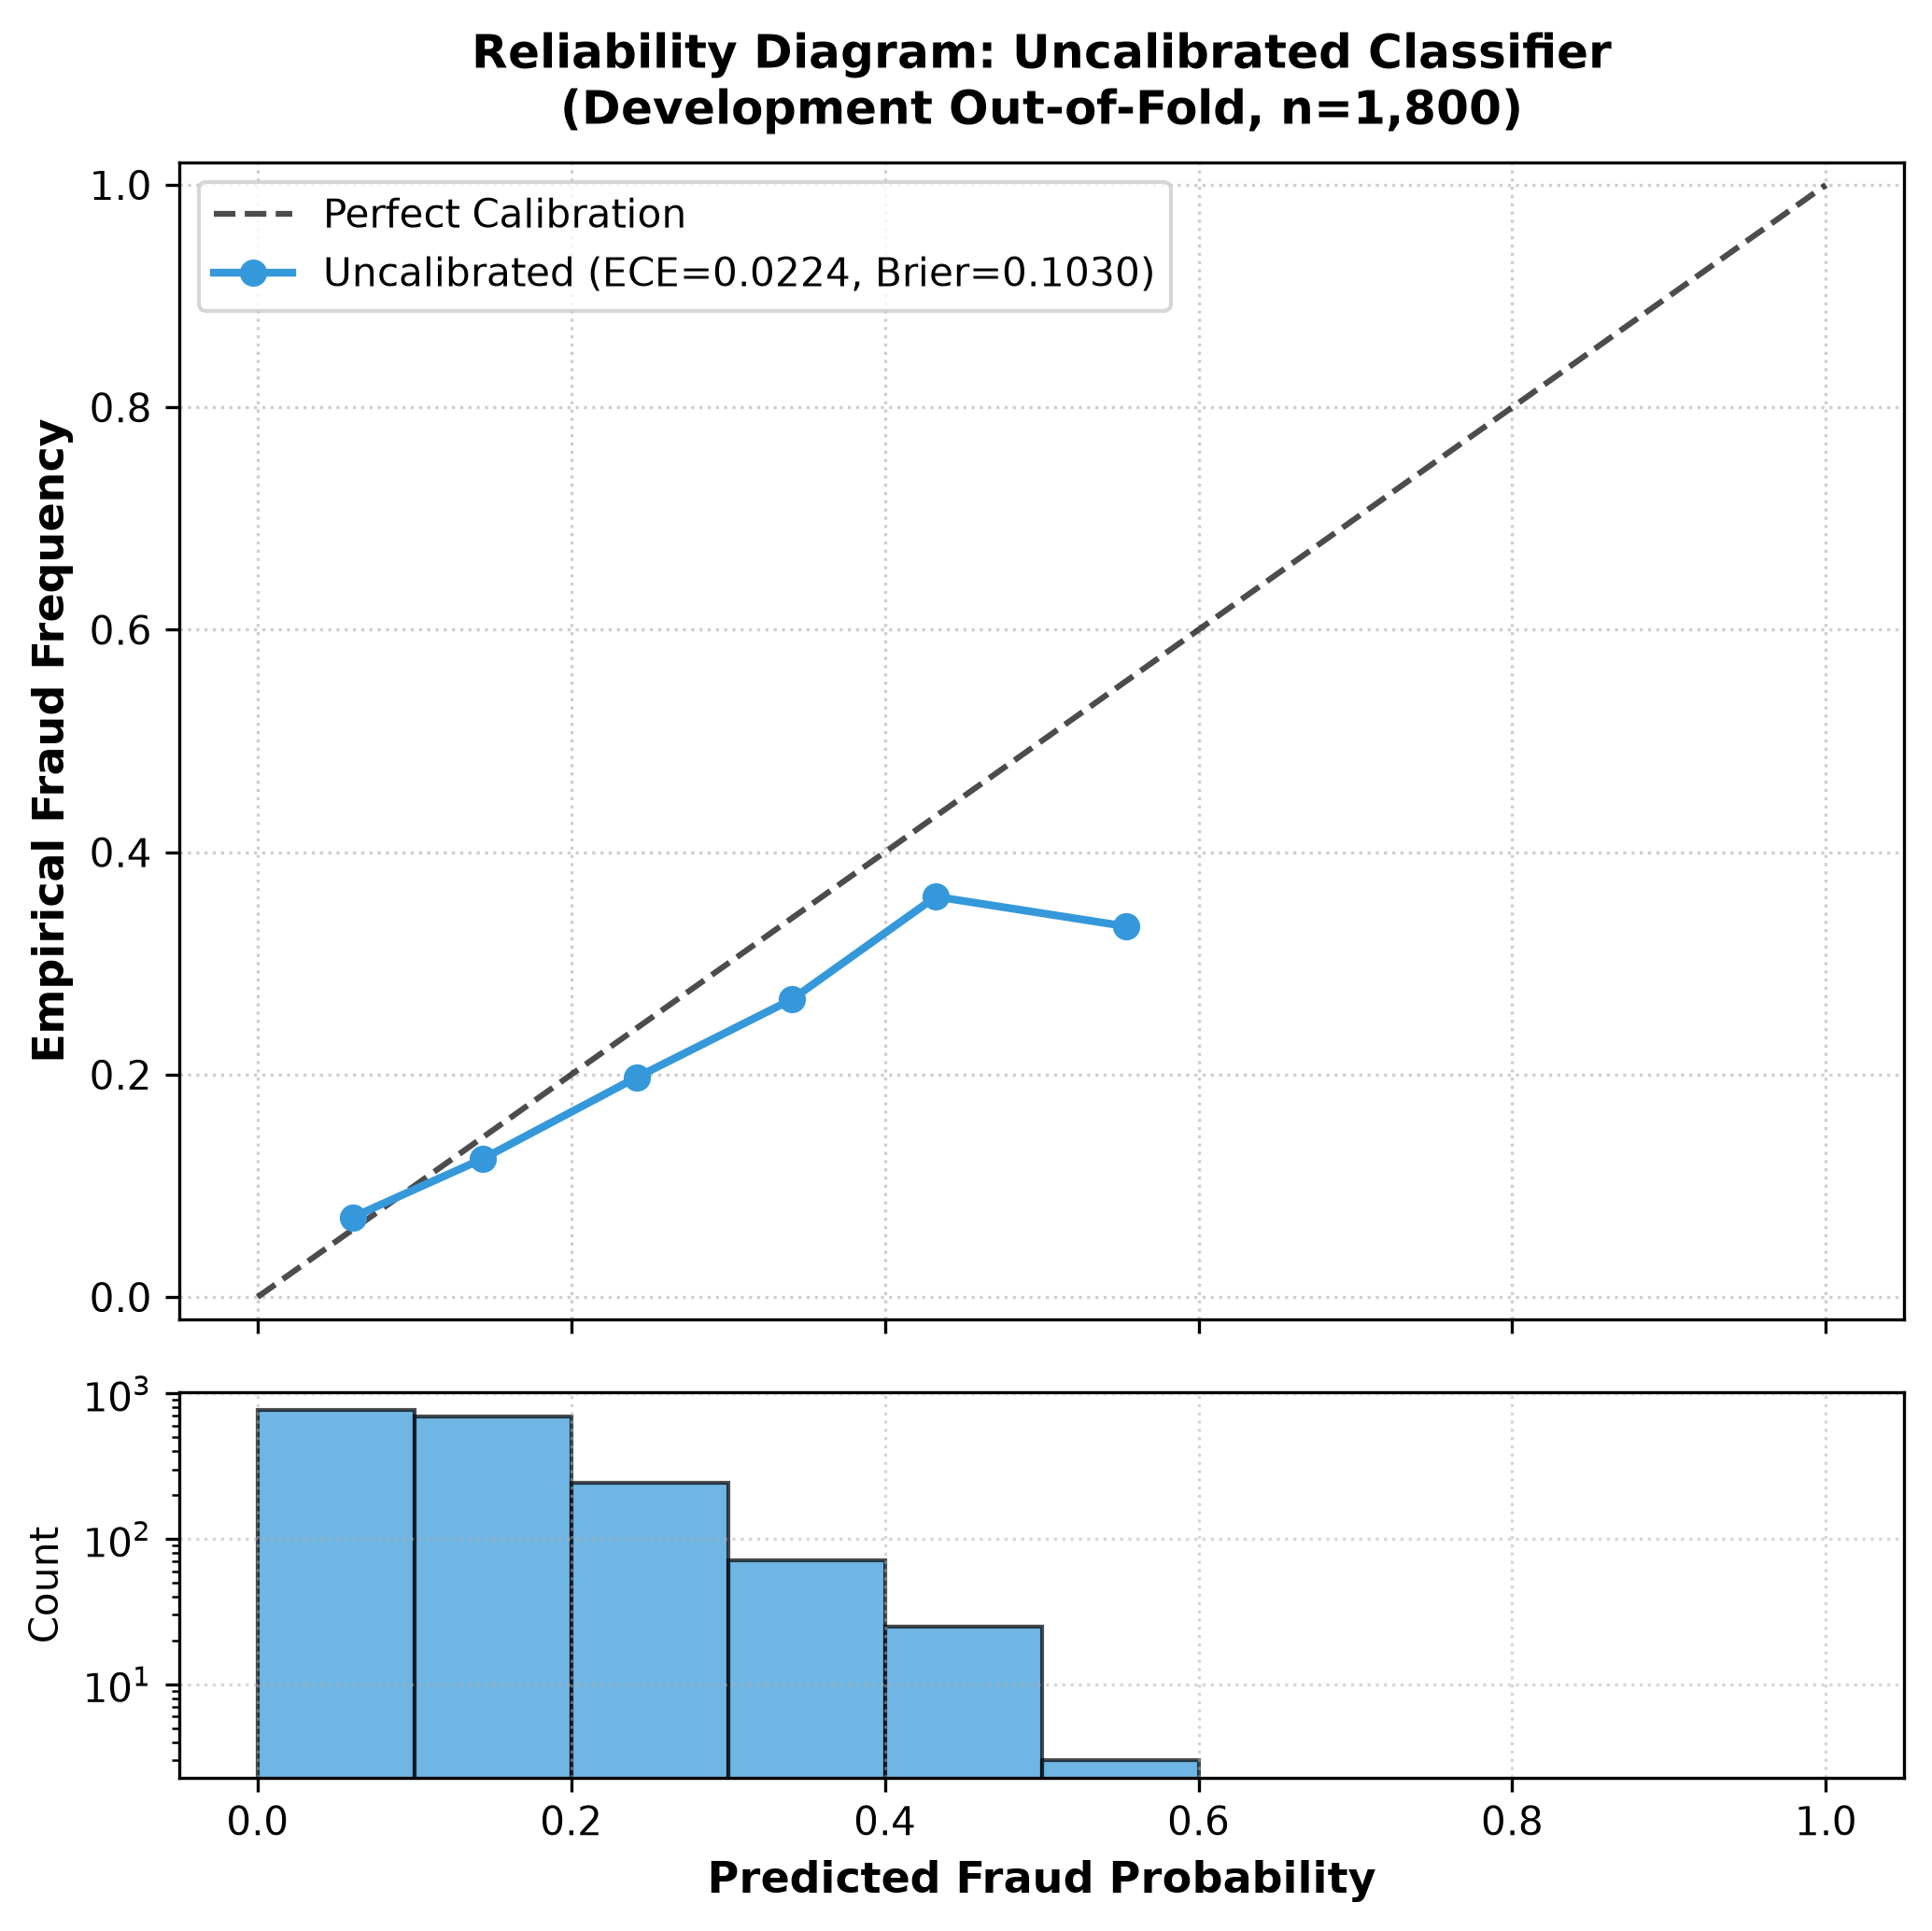 Reliability Diagram: Uncalibrated Classifier
(Development Out-of-Fold, n=1,800)
1.0
Perfect Calibration
Uncalibrated (ECE=0.0224, Brier=0.1030)
0.8
0.6
0.4
0.2
0.0
Empirical Fraud Frequency
10³
10²
10¹
Count
0.0 0.2 0.4 0.6 0.8 1.0
Predicted Fraud Probability